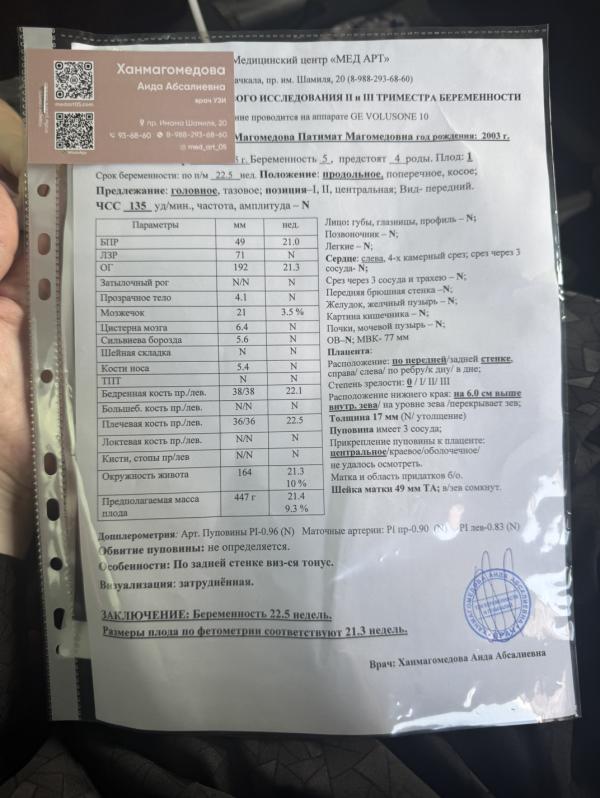 Медицинский центр «МЕД АРТ»
Ханмагомедова
Аида Абсалиевна
врач УЗИ
пр. Имама Шамиля, 20
93-68-60 8-988-293-68-60
med_art_05
medart05.com
WhatsApp
ачкала, пр. им. Шамиля, 20 (8-988-293-68-60)
ОГО ИССЛЕДОВАНИЯ II и III ТРИМЕСТРА БЕРЕМЕННОСТИ
ние проводится на аппарате GE VOLUSONE 10
Магомедова Патимат Магомедовна год рождения: 2003 г.
г. Беременность 5, предстоят 4 роды. Плод: 1
Срок беременности: по п/м 22.5 нед. Положение: продольное, поперечное, косое;
Предлежание: головное, тазовое; позиция–I, II, центральная; Вид- передний.
ЧСС 135 уд/мин., частота, амплитуда – N
Параметры мм нед.
БПР 49 21.0
ЛЗР 71 N
ОГ 192 21.3
Затылочный рог N/N N
Прозрачное тело 4.1 N
Мозжечок 21 3.5 %
Цистерна мозга 6.4 N
Сильвиева борозда 5.6 N
Шейная складка N N
Кости носа 5.4 N
ТПТ N N
Бедренная кость пр./лев. 38/38 22.1
Большеб. кость пр./лев. N/N N
Плечевая кость пр./лев. 36/36 22.5
Локтевая кость пр./лев. N/N N
Кисти, стопы пр/лев N/N N
Окружность живота 164 21.3
10 %
Предполагаемая масса плода 447 г 21.4
9.3 %
Лицо: губы, глазницы, профиль – N;
Позвоночник – N;
Легкие – N;
Сердце: слева, 4-х камерный срез; срез через 3
сосуда- N;
Срез через 3 сосуда и трахею – N;
Передняя брюшная стенка –N;
Желудок, желчный пузырь – N;
Картина кишечника – N;
Почки, мочевой пузырь – N;
ОВ–N; МВК- 77 мм
Плацента:
Расположение: по передней/задней стенке,
справа/ слева/ по ребру/к дну/ в дне;
Степень зрелости: 0 / I/ II/ III
Расположение нижнего края: на 6.0 см выше
внутр. зева/ на уровне зева /перекрывает зев;
Толщина 17 мм (N/ утолщение)
Пуповина имеет 3 сосуда;
Прикрепление пуповины к плаценте:
центральное/краевое/оболочечное/
не удалось осмотреть.
Матка и область придатков б/о.
Шейка матки 49 мм ТА; в/зев сомкнут.
Допплерометрия: Арт. Пуповины PI-0.96 (N) Маточные артерии: PI пр-0.90 (N) PI лев-0.83 (N)
Обвитие пуповины: не определяется.
Особенности: По задней стенке виз-ся тонус.
Визуализация: затруднённая.
ЗАКЛЮЧЕНИЕ: Беременность 22.5 недель.
Размеры плода по фетометрии соответствуют 21.3 недель.
Врач: Ханмагомедова Аида Абсалиевна